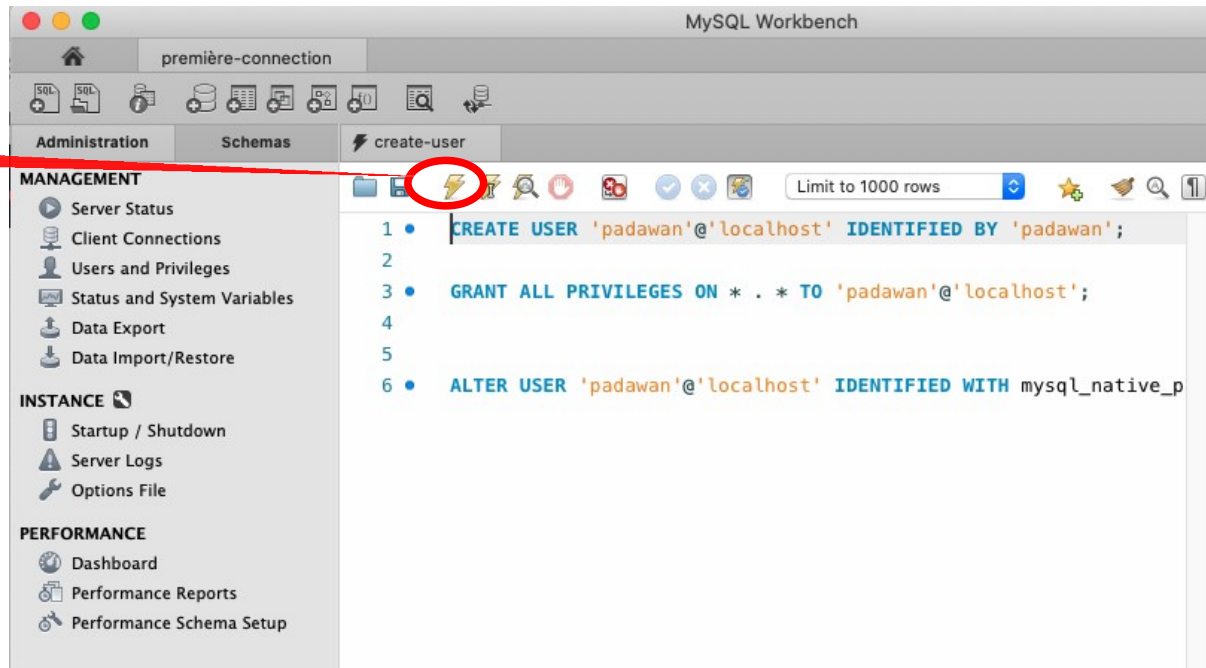 MySQL Workbench
première-connection
Administration
Schemas
create-user
MANAGEMENT
Server Status
Client Connections
Users and Privileges
Status and System Variables
Data Export
Data Import/Restore
INSTANCE
Startup / Shutdown
Server Logs
Options File
PERFORMANCE
Dashboard
Performance Reports
Performance Schema Setup
Limit to 1000 rows
1 CREATE USER 'padawan'@'localhost' IDENTIFIED BY 'padawan';
2
3 GRANT ALL PRIVILEGES ON * . * TO 'padawan'@'localhost';
4
5
6 ALTER USER 'padawan'@'localhost' IDENTIFIED WITH mysql_native_p